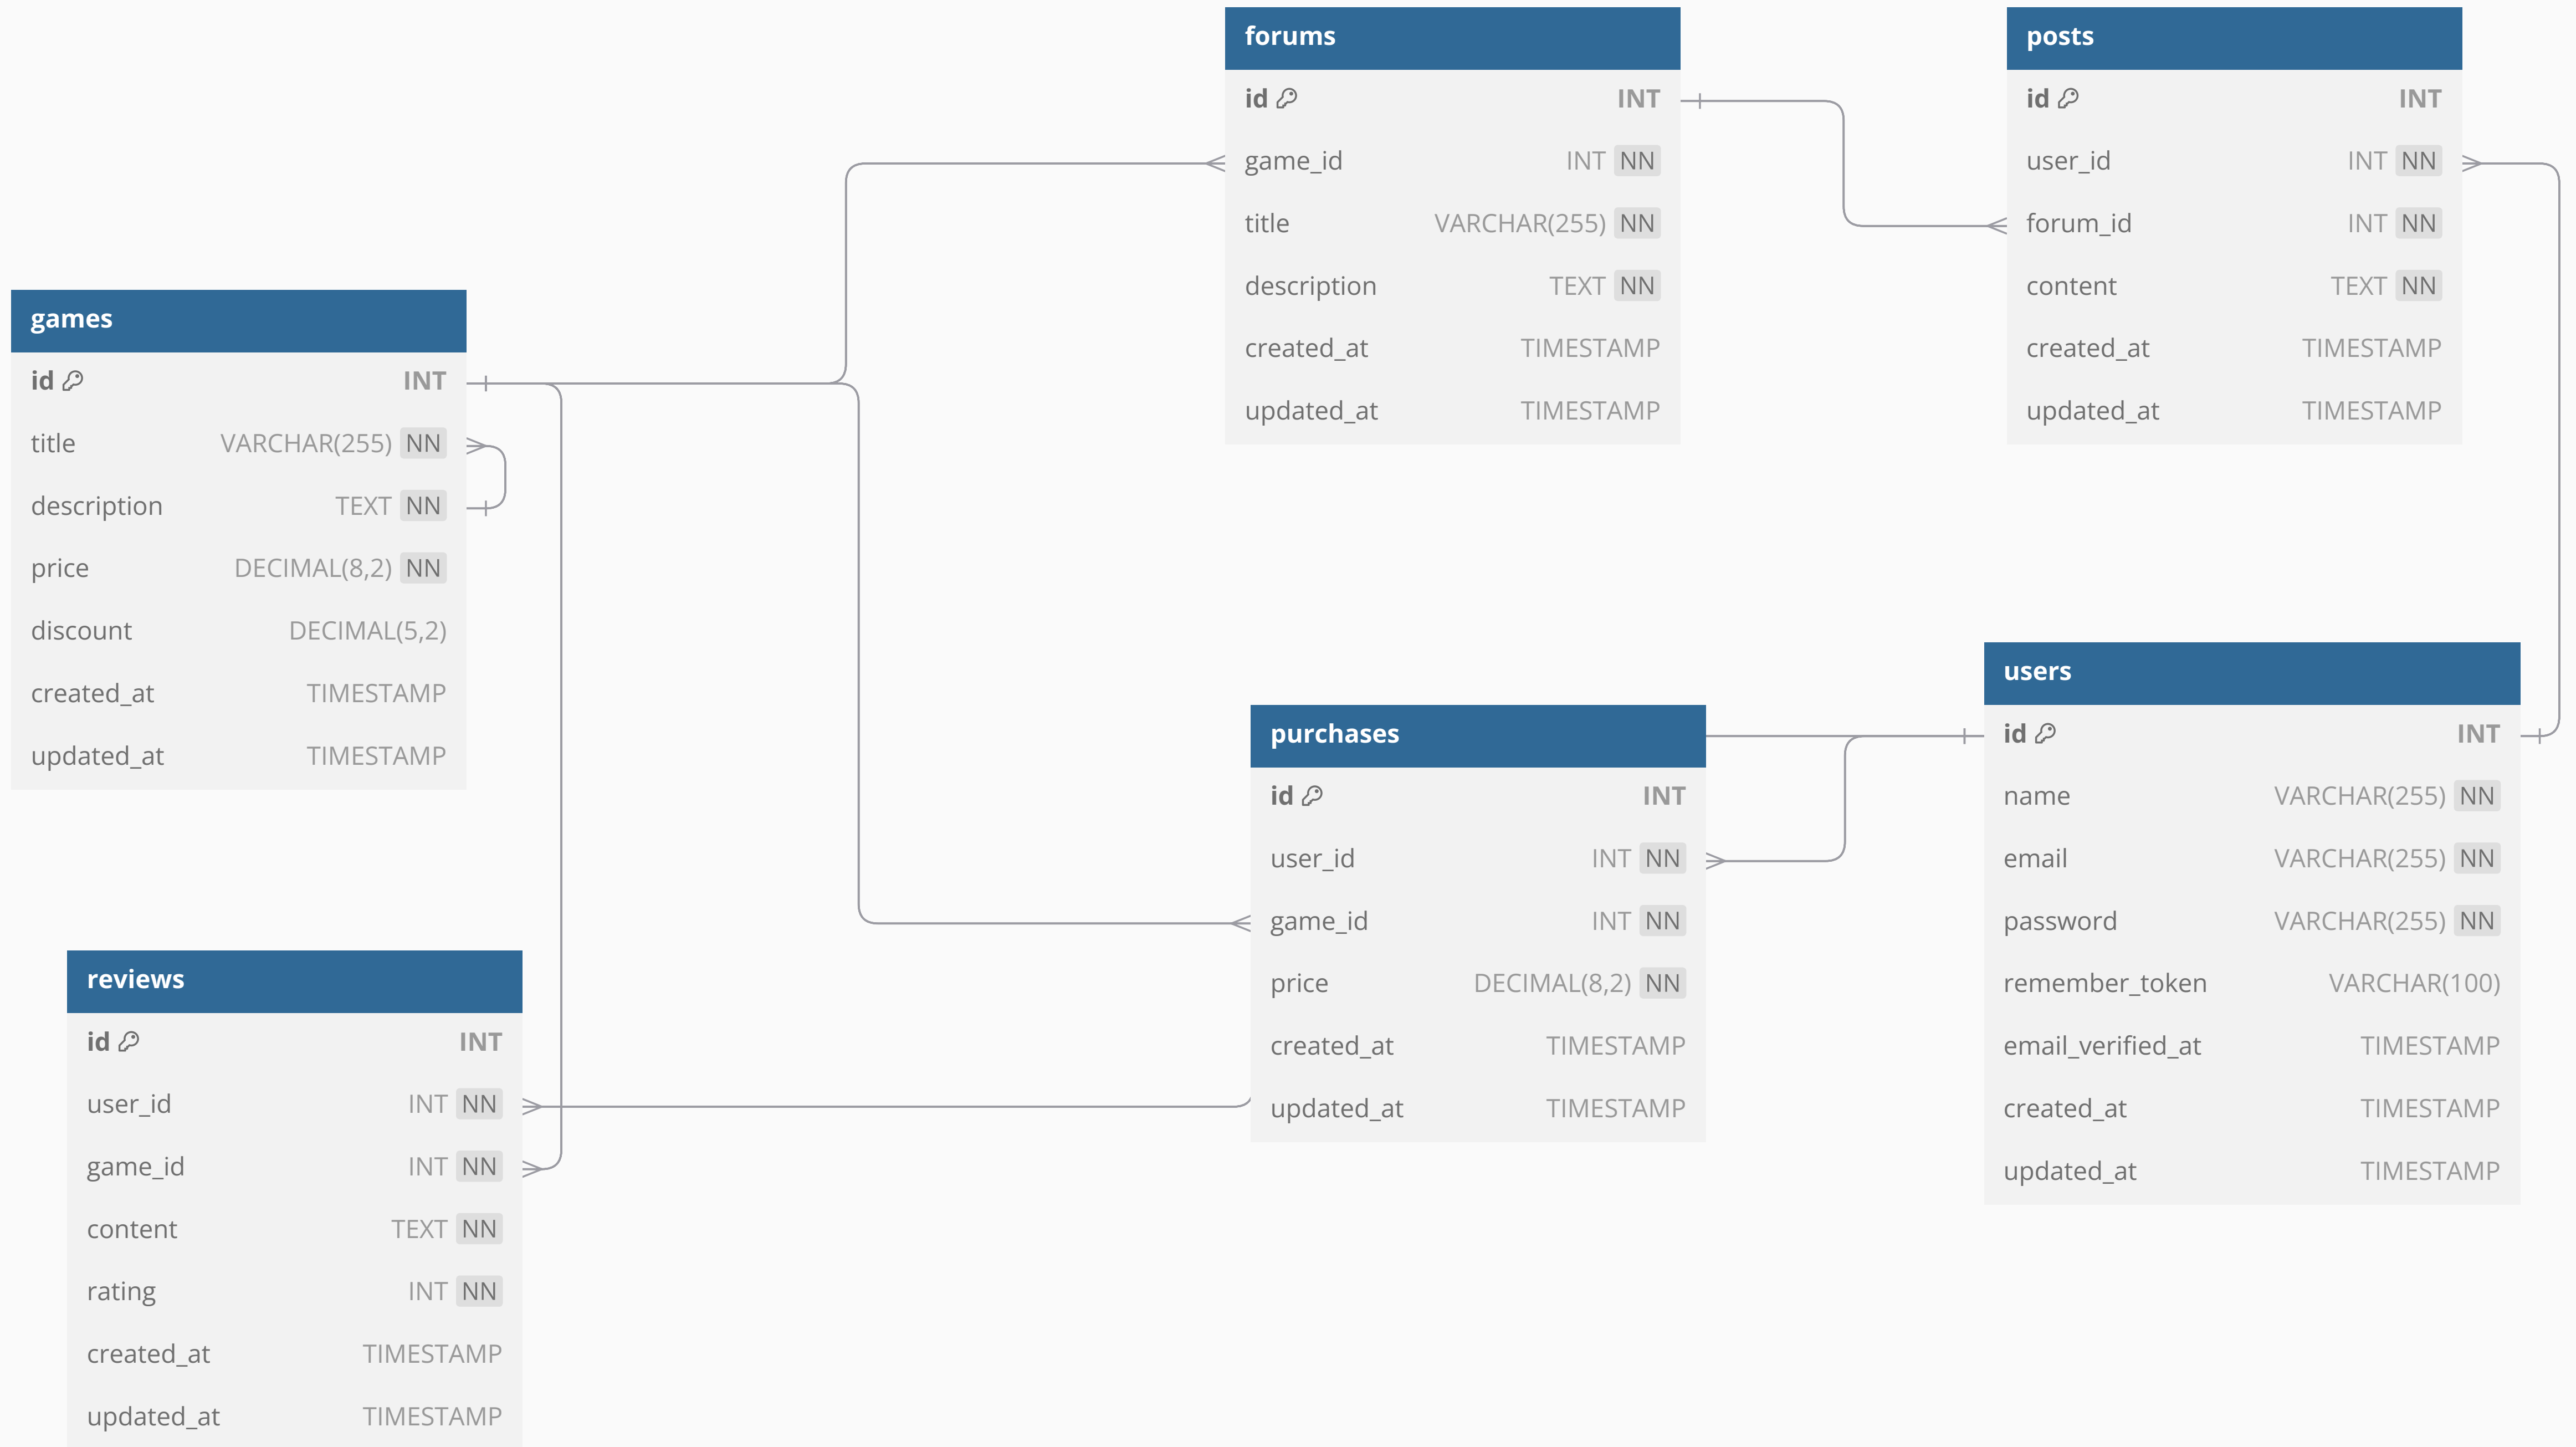 forums
id INT
game_id INT NN
title VARCHAR(255) NN
description TEXT NN
created_at TIMESTAMP
updated_at TIMESTAMP
posts
id INT
user_id INT NN
forum_id INT NN
content TEXT NN
created_at TIMESTAMP
updated_at TIMESTAMP
games
id INT
title VARCHAR(255) NN
description TEXT NN
price DECIMAL(8,2) NN
discount DECIMAL(5,2)
created_at TIMESTAMP
updated_at TIMESTAMP
purchases
id INT
user_id INT NN
game_id INT NN
price DECIMAL(8,2) NN
created_at TIMESTAMP
updated_at TIMESTAMP
users
id INT
name VARCHAR(255) NN
email VARCHAR(255) NN
password VARCHAR(255) NN
remember_token VARCHAR(100)
email_verified_at TIMESTAMP
created_at TIMESTAMP
updated_at TIMESTAMP
reviews
id INT
user_id INT NN
game_id INT NN
content TEXT NN
rating INT NN
created_at TIMESTAMP
updated_at TIMESTAMP